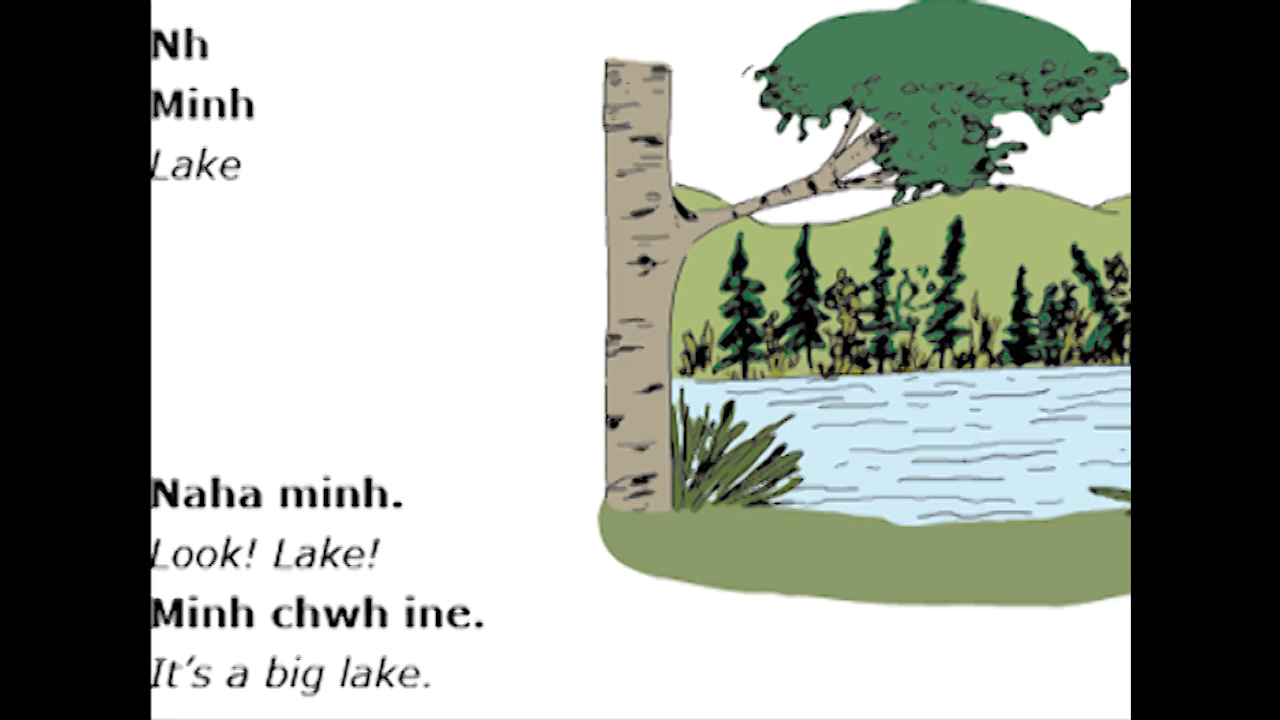 Nh
Minh
Lake
Naha minh.
Look! Lake!
Minh chwh ine.
It's a big lake.